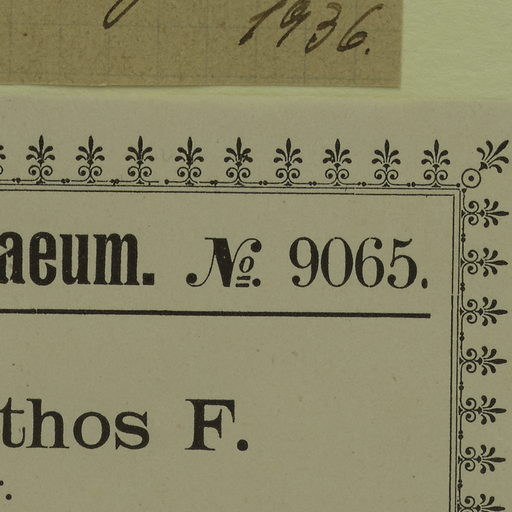 1936.
aeum. №. 9065.
thos F.